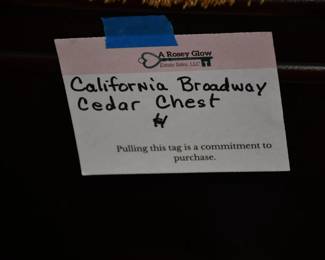 A Rosey Glow
Estate Sales, LLC
California Broadway
Cedar Chest
Pulling this tag is a commitment to
purchase.